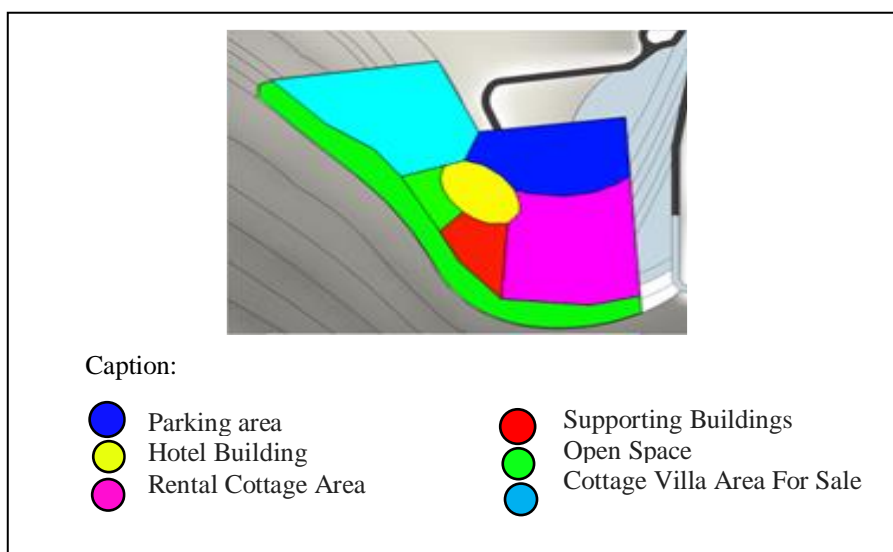 Caption:
Parking area
Hotel Building
Rental Cottage Area
Supporting Buildings
Open Space
Cottage Villa Area For Sale